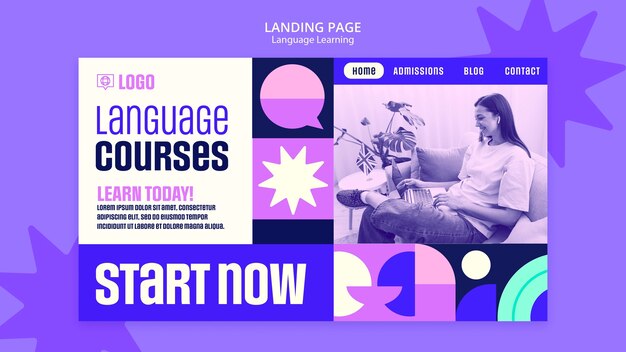 LANDING PAGE
Language Learning
LOGO
Home
ADMISSIONS
BLOG
CONTACT
LANGUAGE
COURSES
LEARN TODAY!
LOREM IPSUM DOLOR SIT AMET, CONSECTETUR
ADIPISCING ELIT, SED DO EIUSMOD TEMPOR
INCIDIDUNT UT LABORE ET DOLORE MAGNA ALIQUA.
START NOW